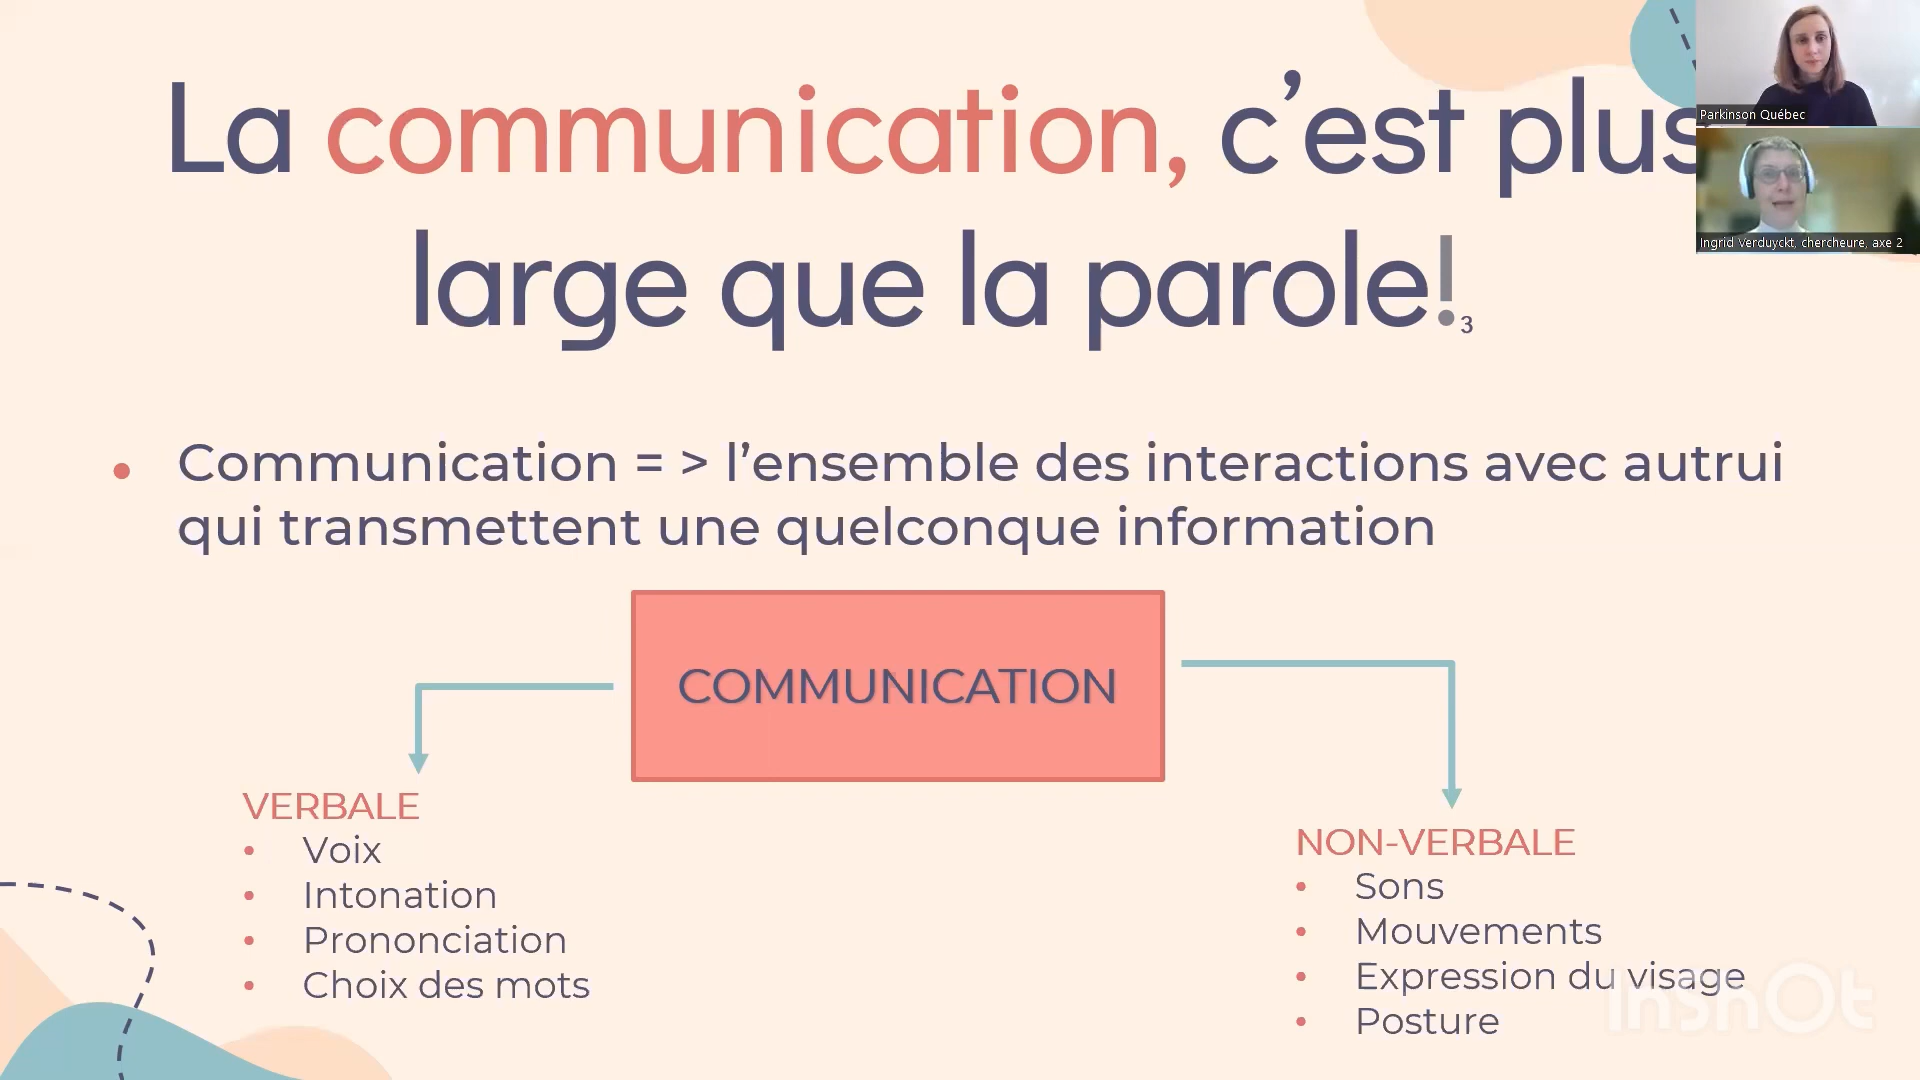 La communication, c’est plus
large que la parole!3
Parkinson Québec
Ingrid Verduyckt, chercheure, axe 2
• Communication = > l’ensemble des interactions avec autrui
qui transmettent une quelconque information
COMMUNICATION
VERBALE
• Voix
• Intonation
• Prononciation
• Choix des mots
NON-VERBALE
• Sons
• Mouvements
• Expression du visage
• Posture
InShOt